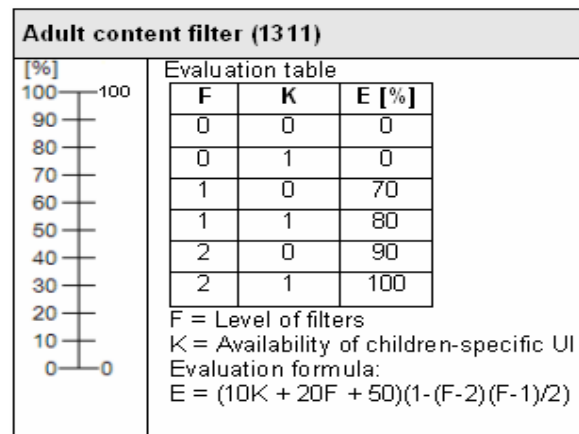 Adult content filter (1311)
[%]
100 100
90
80
70
60
50
40
30
20
10
0 0
Evaluation table
F K E [%]
0 0 0
0 1 0
1 0 70
1 1 80
2 0 90
2 1 100
F = Level of filters
K = Availability of children-specific UI
Evaluation formula:
E = (10K + 20F + 50)(1-(F-2)(F-1)/2)